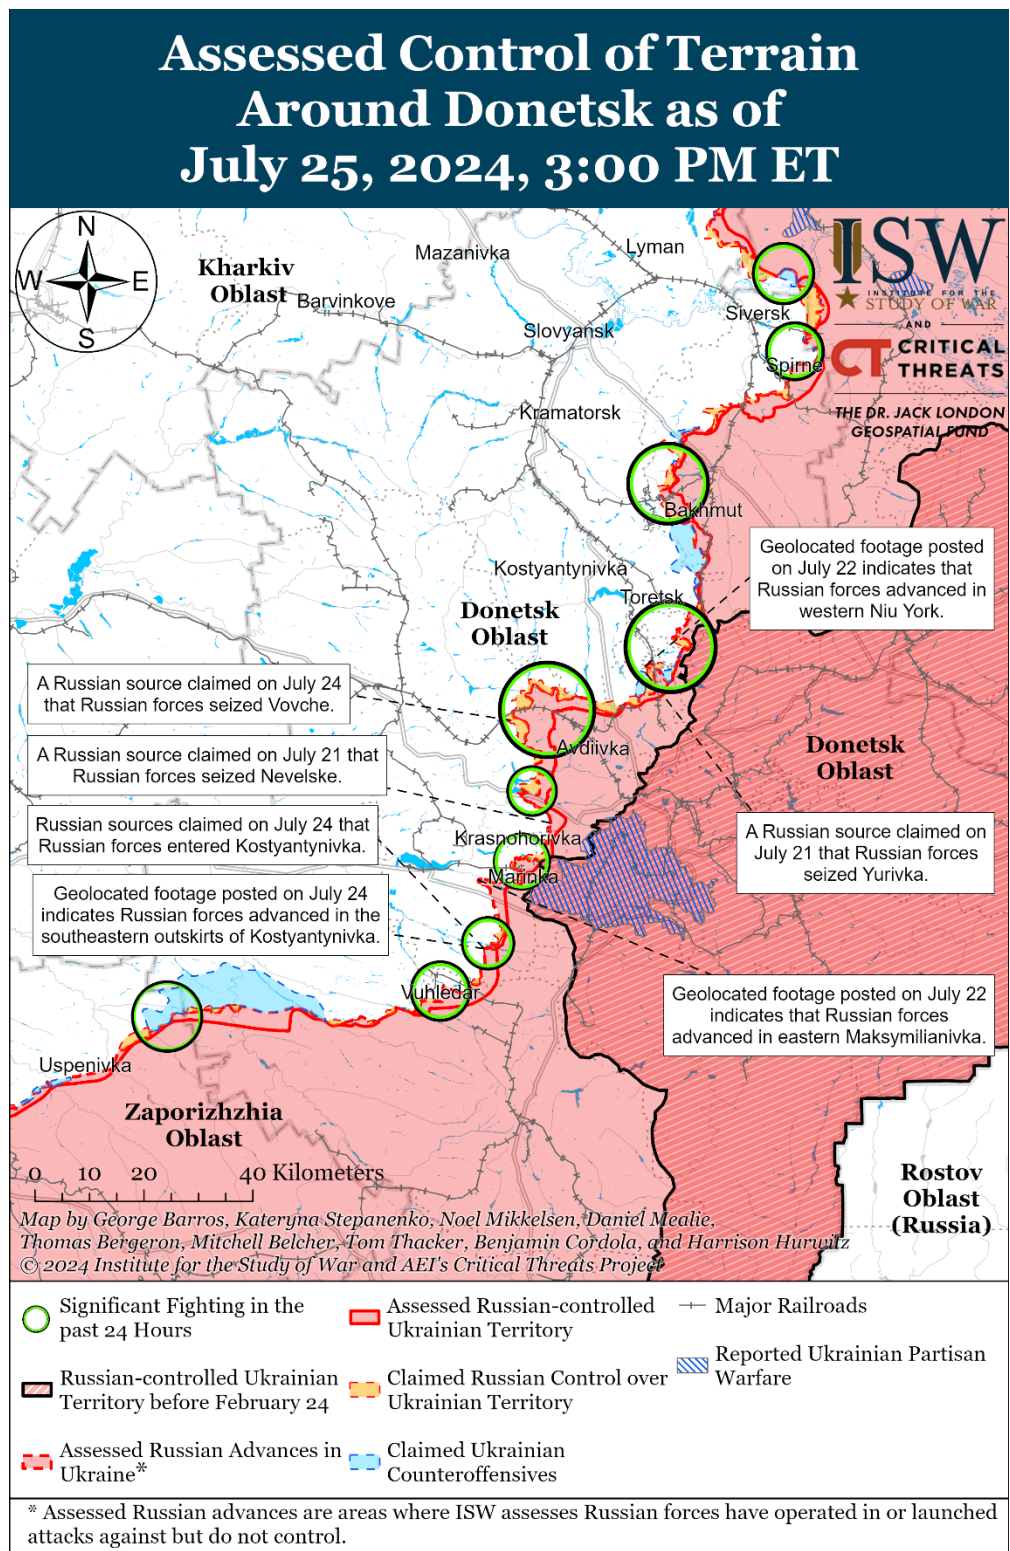 Assessed Control of Terrain
Around Donetsk as of
July 25, 2024, 3:00 PM ET
N
W
E
S
ISW
INSTITUTE FOR THE
STUDY OF WAR
AND
CT CRITICAL
THREATS
THE DR. JACK LONDON
GEOSPATIAL FUND
Kharkiv
Oblast
Mazanivka
Lyman
Barvinkove
Siversk
Slovyansk
Spirne
Kramatorsk
Bakhmut
Geolocated footage posted
on July 22 indicates that
Russian forces advanced in
western Niu York.
Kostyantynivka
Toretsk
Donetsk
Oblast
A Russian source claimed on July 24
that Russian forces seized Vovche.
Avdiivka
Donetsk
Oblast
A Russian source claimed on July 21 that
Russian forces seized Nevelske.
Russian sources claimed on July 24 that
Russian forces entered Kostyantynivka.
Krasnohorivka
A Russian source claimed on
July 21 that Russian forces
seized Yurivka.
Marinka
Geolocated footage posted on July 24
indicates Russian forces advanced in the
southeastern outskirts of Kostyantynivka.
Vuhledar
Geolocated footage posted on July 22
indicates that Russian forces
advanced in eastern Maksymilianivka.
Uspenivka
Zaporizhzhia
Oblast
Rostov
Oblast
(Russia)
0 10 20 40 Kilometers
Map by George Barros, Kateryna Stepanenko, Noel Mikkelsen, Daniel Mealie,
Thomas Bergeron, Mitchell Belcher, Tom Thacker, Benjamin Cordola, and Harrison Hurwitz
© 2024 Institute for the Study of War and AEI's Critical Threats Project
Significant Fighting in the
past 24 Hours
Russian-controlled Ukrainian
Territory before February 24
Assessed Russian Advances in
Ukraine*
Assessed Russian-controlled
Ukrainian Territory
Claimed Russian Control over
Ukrainian Territory
Claimed Ukrainian
Counteroffensives
Major Railroads
Reported Ukrainian Partisan
Warfare
* Assessed Russian advances are areas where ISW assesses Russian forces have operated in or launched
attacks against but do not control.